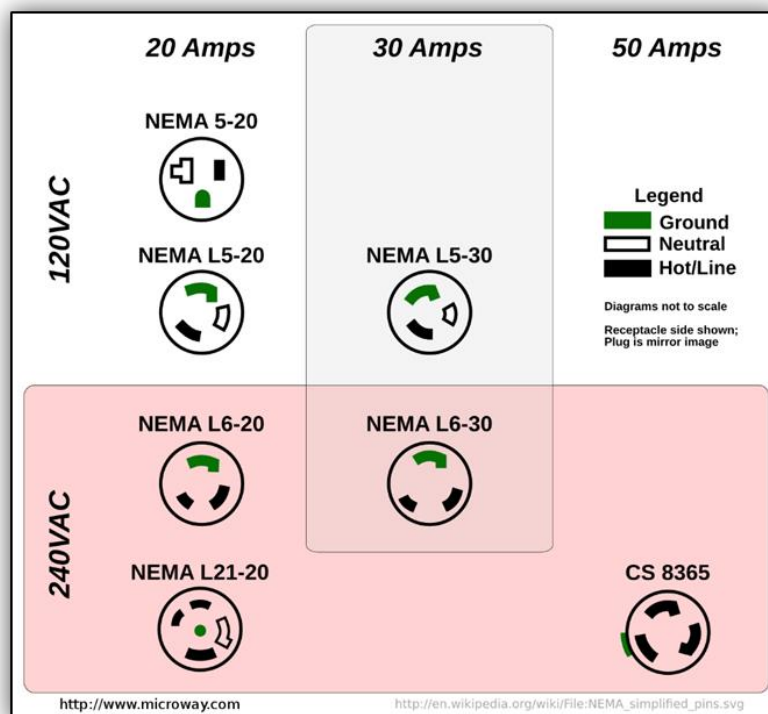 20 Amps
30 Amps
50 Amps
120VAC
NEMA 5-20
NEMA L5-20
NEMA L5-30
Legend
Ground
Neutral
Hot/Line
Diagrams not to scale
Receptacle side shown;
Plug is mirror image
240VAC
NEMA L6-20
NEMA L6-30
NEMA L21-20
CS 8365
http://www.microway.com
http://en.wikipedia.org/wiki/File:NEMA_simplified_pins.svg